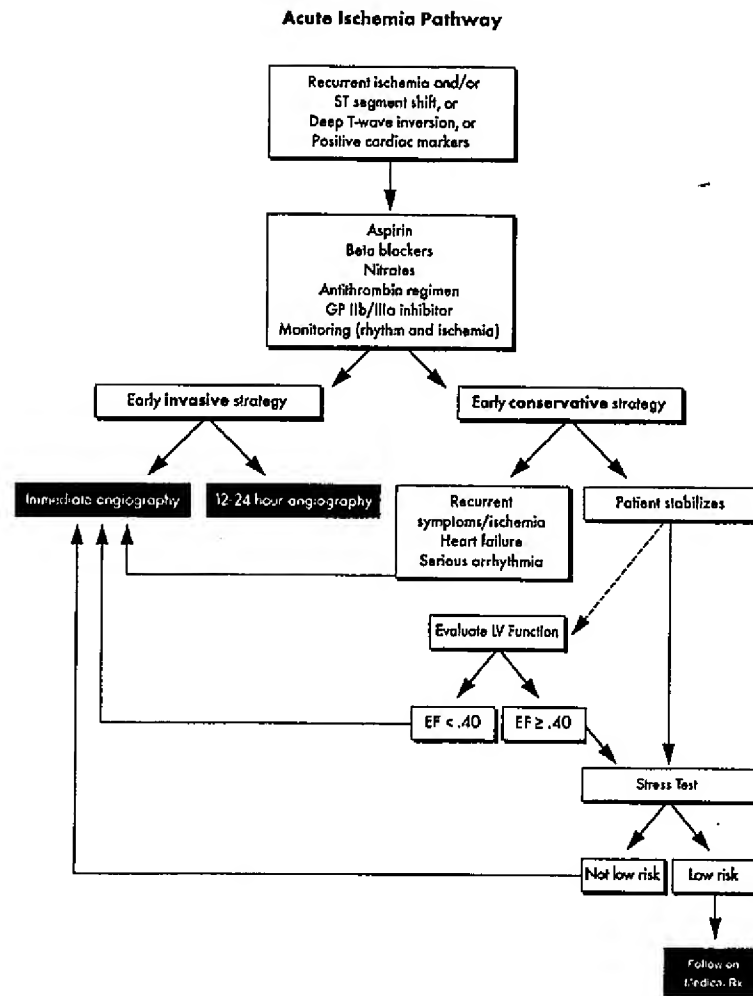 Acute Ischemia Pathway
Recurrent ischemia and/or
ST segment shift, or
Deep T-wave inversion, or
Positive cardiac markers
Aspirin
Beta blockers
Nitrates
Antithrombin regimen
GP IIb/IIIa inhibitor
Monitoring (rhythm and ischemia)
Early invasive strategy
Early conservative strategy
Immediate angiography
12-24 hour angiography
Recurrent
symptoms/ischemia
Heart failure
Serious arrhythmia
Patient stabilizes
Evaluate LV Function
EF < .40
EF ≥ .40
Stress Test
Not low risk
Low risk
Follow on
Medical Rx